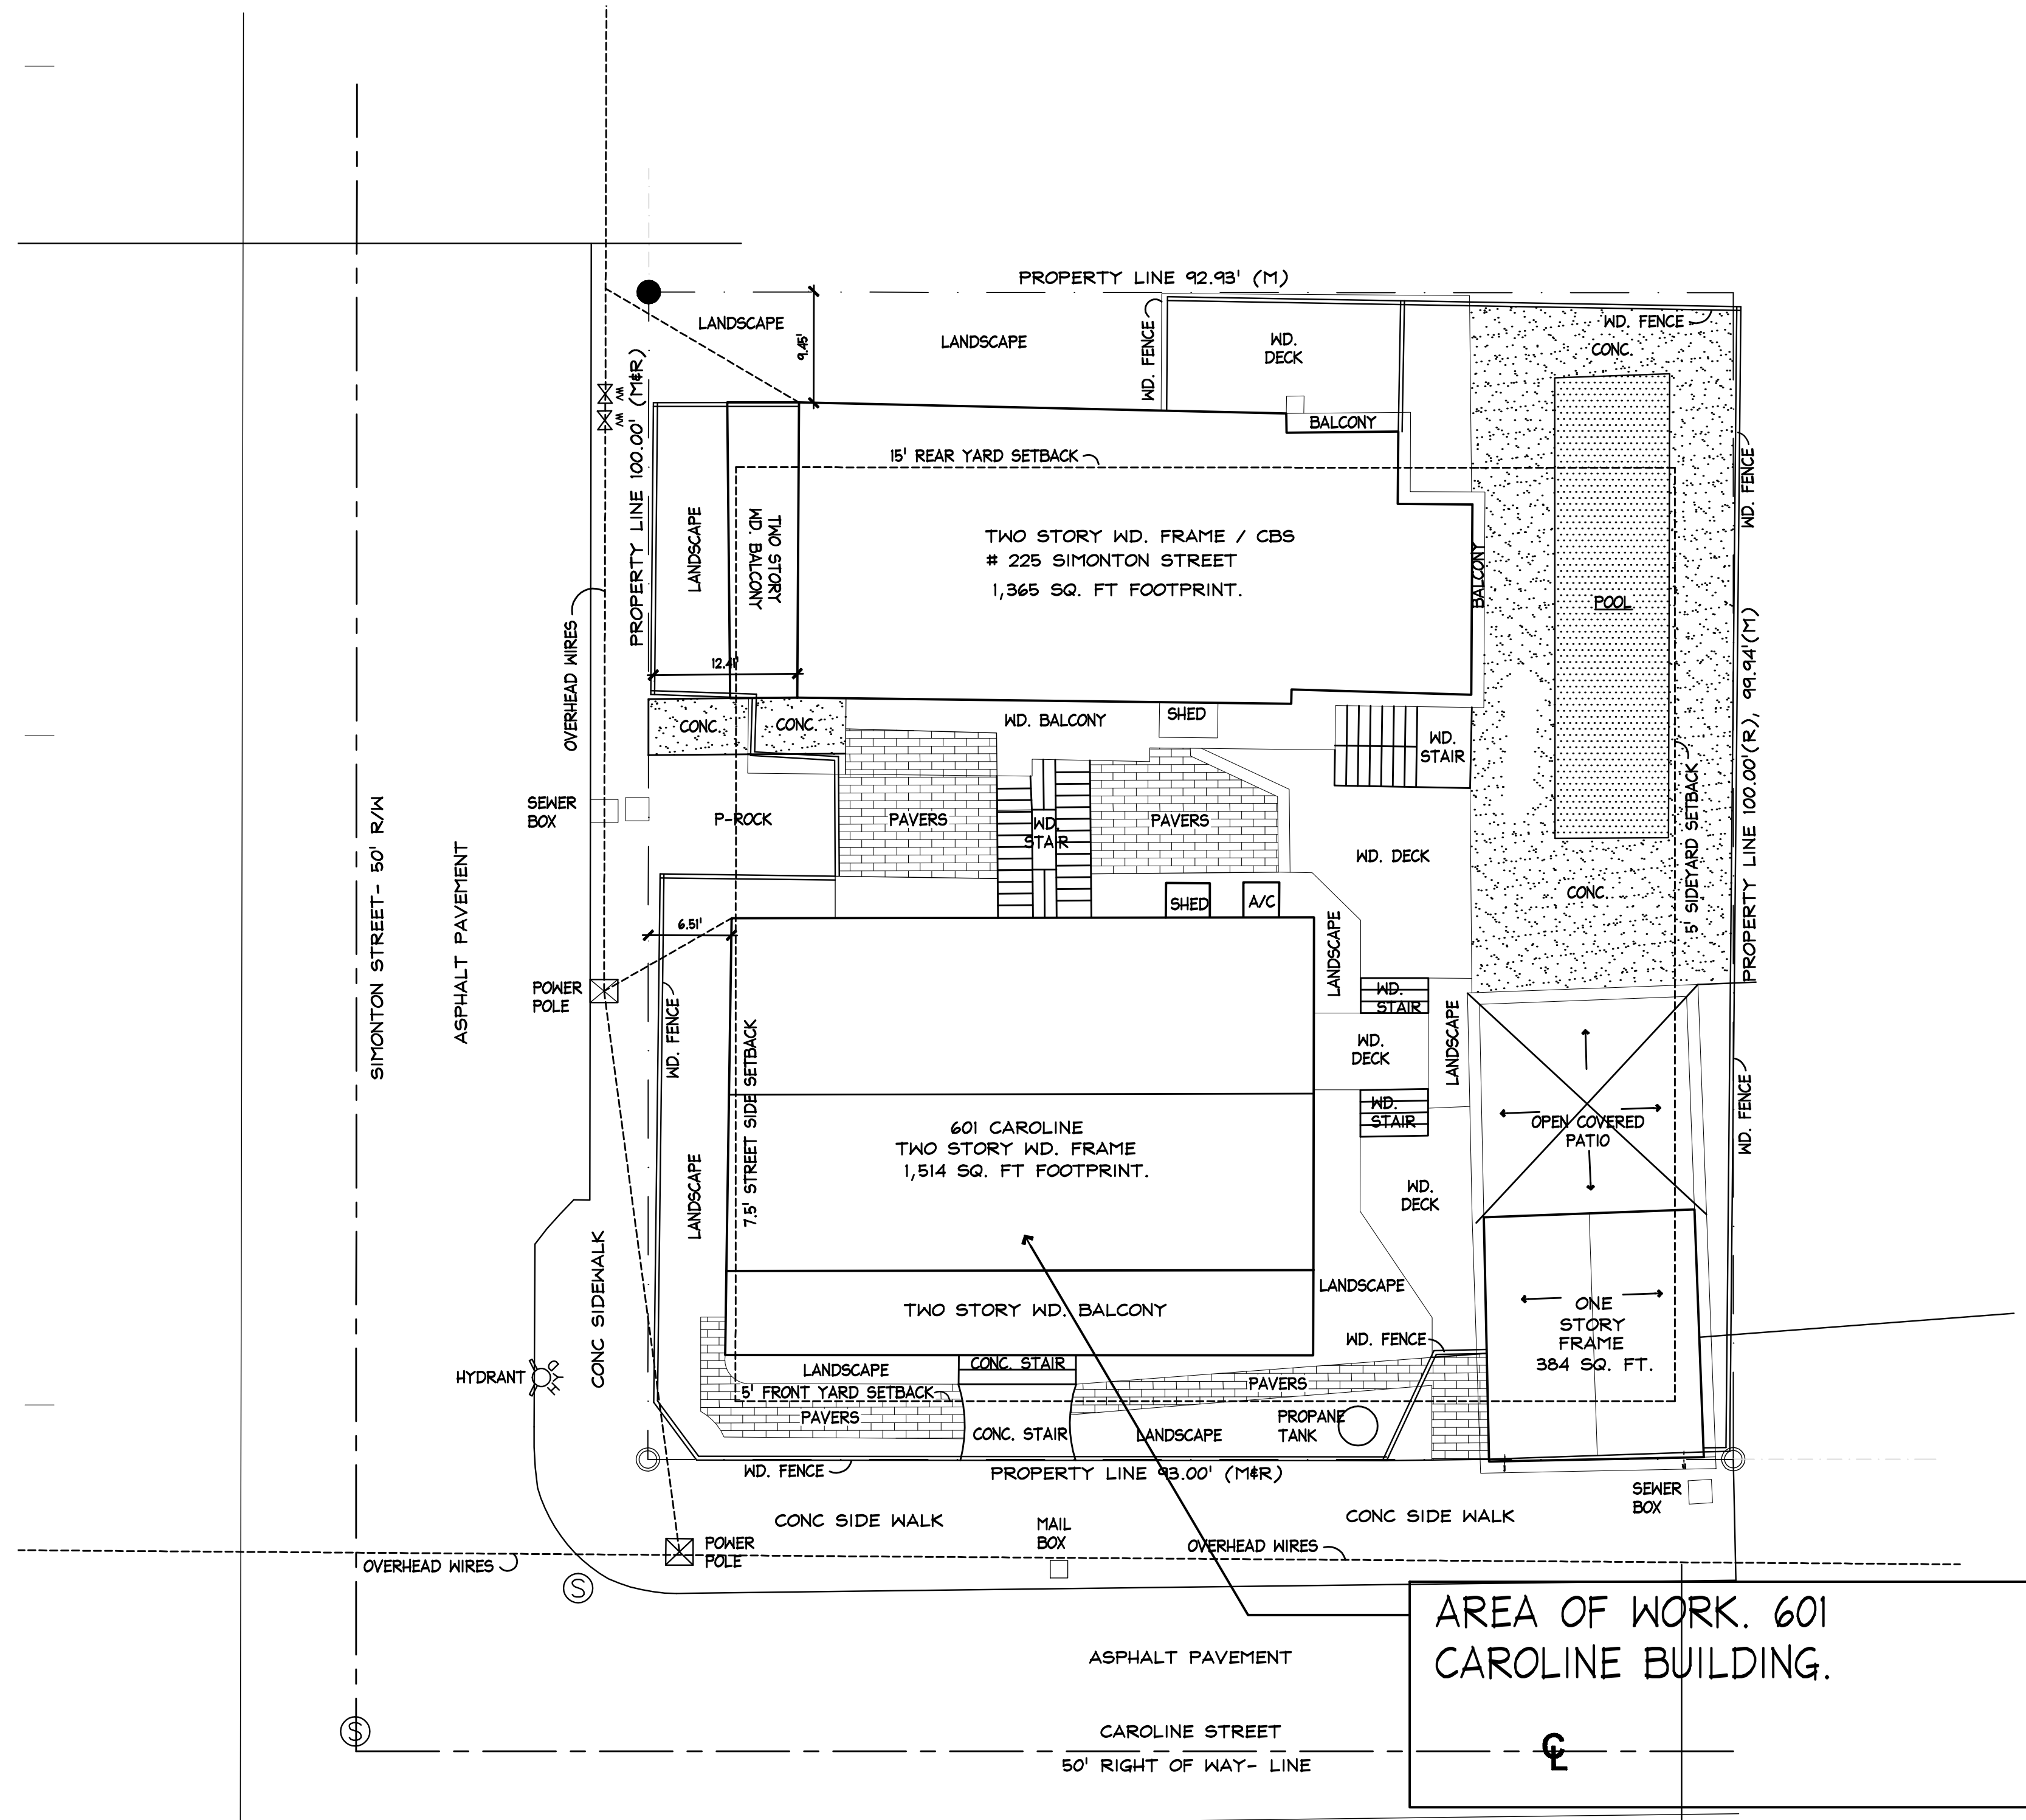 PROPERTY LINE 92.93' (M)
LANDSCAPE
9.45'
LANDSCAPE
WD. FENCE
WD.
DECK
WD. FENCE
CONC.
PROPERTY LINE 100.00' (M&R)
WV
WV
BALCONY
15' REAR YARD SETBACK
WD. FENCE
LANDSCAPE
TWO STORY
WD. BALCONY
TWO STORY WD. FRAME / CBS
# 225 SIMONTON STREET
1,365 SQ. FT FOOTPRINT.
BALCONY
POOL
OVERHEAD WIRES
12.41'
PROPERTY LINE 100.00'(R), 99.94'(M)
CONC.
CONC.
WD. BALCONY
SHED
WD.
STAIR
SEWER
BOX
P-ROCK
PAVERS
WD.
STAIR
PAVERS
WD. DECK
5' SIDEYARD SETBACK
SIMONTON STREET- 50' R/W
ASPHALT PAVEMENT
CONC.
SHED
A/C
6.51'
LANDSCAPE
POWER
POLE
WD. FENCE
WD.
STAIR
7.5' STREET SIDE SETBACK
WD.
DECK
LANDSCAPE
WD.
STAIR
OPEN COVERED
PATIO
WD. FENCE
601 CAROLINE
TWO STORY WD. FRAME
1,514 SQ. FT FOOTPRINT.
LANDSCAPE
WD.
DECK
CONC SIDEWALK
LANDSCAPE
TWO STORY WD. BALCONY
ONE
STORY
FRAME
384 SQ. FT.
WD. FENCE
HYDRANT
HYD
LANDSCAPE
CONC. STAIR
5' FRONT YARD SETBACK
PAVERS
PAVERS
CONC. STAIR
LANDSCAPE
PROPANE
TANK
WD. FENCE
PROPERTY LINE 93.00' (M&R)
SEWER
BOX
CONC SIDE WALK
MAIL
BOX
CONC SIDE WALK
POWER
POLE
OVERHEAD WIRES
OVERHEAD WIRES
S
AREA OF WORK. 601
CAROLINE BUILDING.
ASPHALT PAVEMENT
S
CAROLINE STREET
CL
50' RIGHT OF WAY- LINE